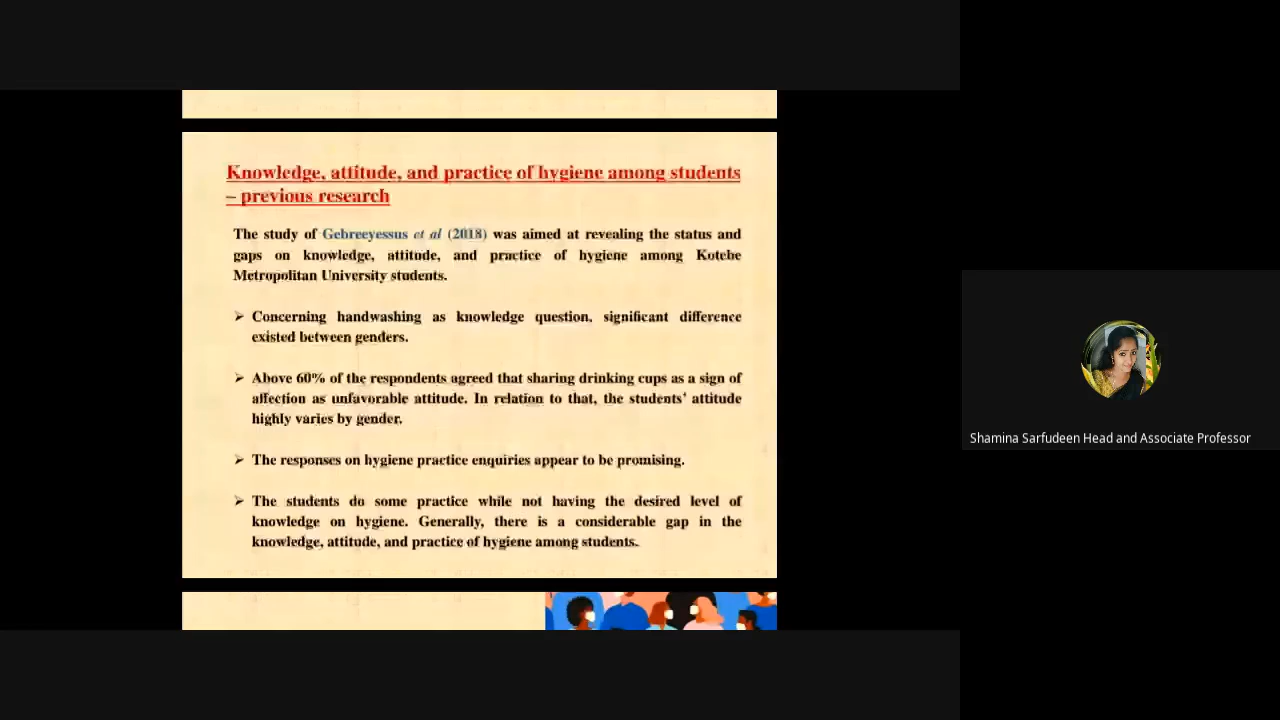 Knowledge, attitude, and practice of hygiene among students
– previous research
The study of Gebreeyessus et al (2018) was aimed at revealing the status and
gaps on knowledge, attitude, and practice of hygiene among Kotebe
Metropolitan University students.
➢ Concerning handwashing as knowledge question, significant difference
existed between genders.
➢ Above 60% of the respondents agreed that sharing drinking cups as a sign of
affection as unfavorable attitude. In relation to that, the students' attitude
highly varies by gender.
➢ The responses on hygiene practice enquiries appear to be promising.
➢ The students do some practice while not having the desired level of
knowledge on hygiene. Generally, there is a considerable gap in the
knowledge, attitude, and practice of hygiene among students.
Shamina Sarfudeen Head and Associate Professor